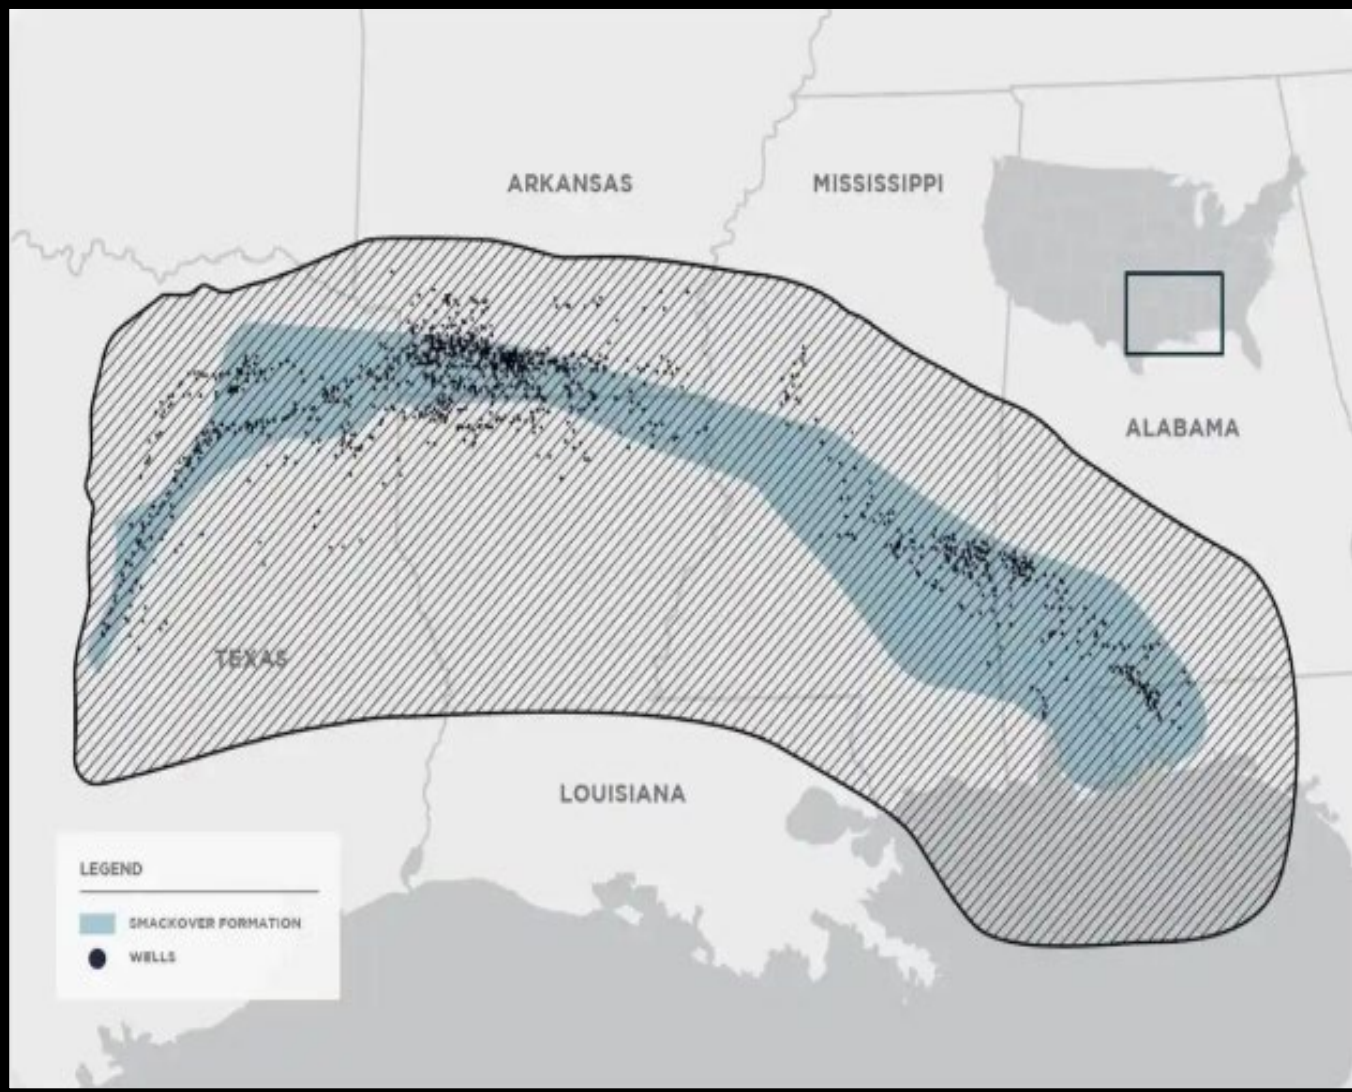 ARKANSAS
MISSISSIPPI
ALABAMA
TEXAS
LOUISIANA
LEGEND
SMACKOVER FORMATION
WELLS